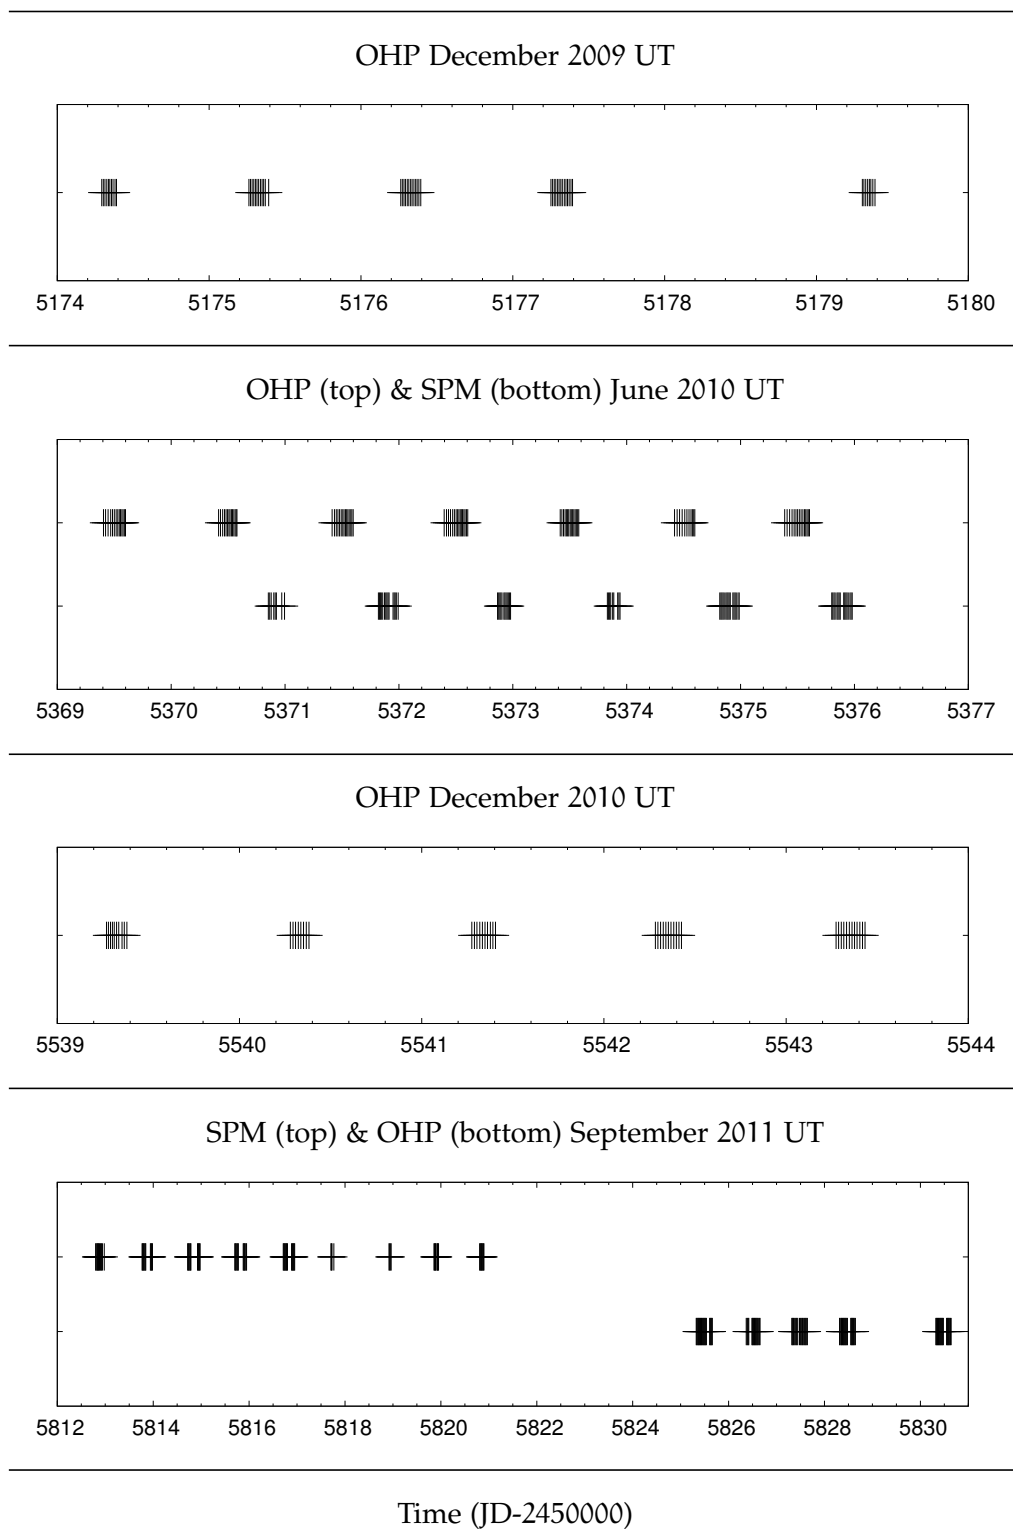 OHP December 2009 UT
5174 5175 5176 5177 5178 5179 5180
OHP (top) & SPM (bottom) June 2010 UT
5369 5370 5371 5372 5373 5374 5375 5376 5377
OHP December 2010 UT
5539 5540 5541 5542 5543 5544
SPM (top) & OHP (bottom) September 2011 UT
5812 5814 5816 5818 5820 5822 5824 5826 5828 5830
Time (JD-2450000)